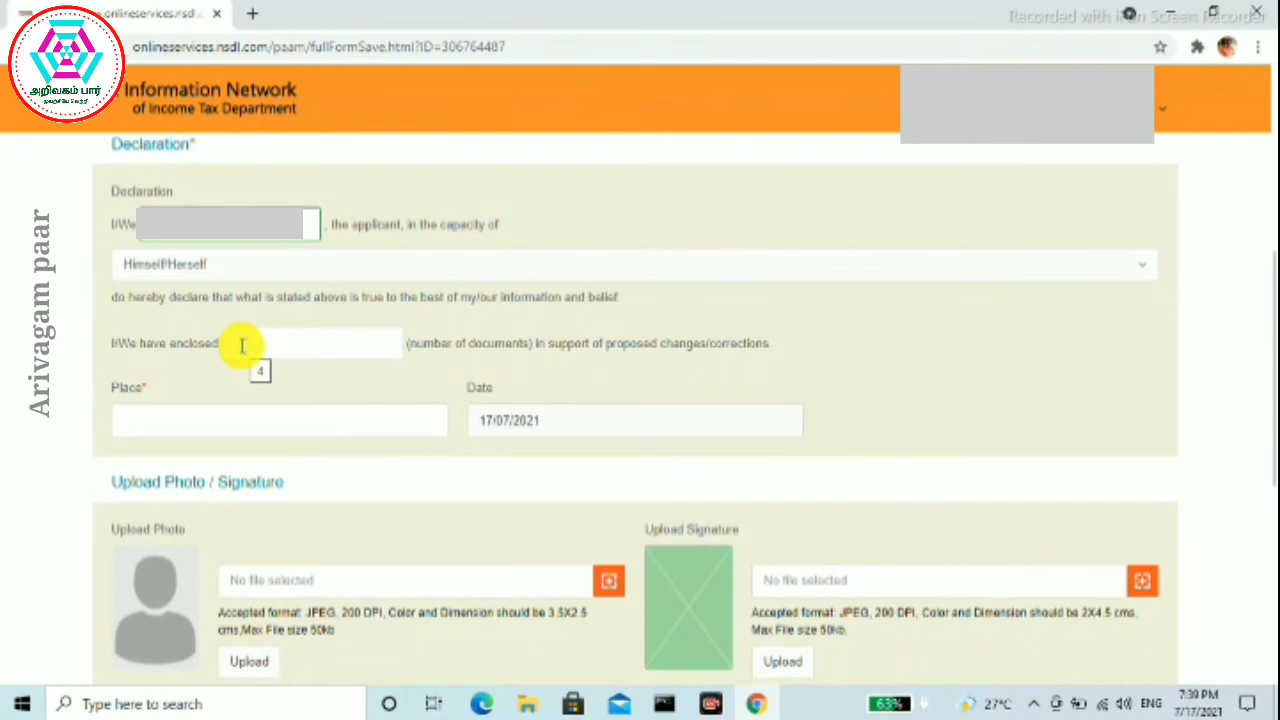 onlineservices.nsdl.
Recorded with iFun Screen Recorder
onlineservices.nsdl.com/paam/fullFormSave.html?ID=306764487
அறிவகம் பார்
முயற்சியே வெற்றி
Information Network
of Income Tax Department
Arivagam paar
Declaration*
Declaration
I/We , the applicant, in the capacity of
Himself/Herself
do hereby declare that what is stated above is true to the best of my/our information and belief.
I/We have enclosed (number of documents) in support of proposed changes/corrections.
4
Place* Date
17/07/2021
Upload Photo / Signature
Upload Photo Upload Signature
No file selected No file selected
Accepted format: JPEG, 200 DPI, Color and Dimension should be 3.5X2.5 Accepted format: JPEG, 200 DPI, Color and Dimension should be 2X4.5 cms,
cms,Max File size 50kb Max File size 50kb.
Upload Upload
Type here to search 63% 27°C ENG 7:39 PM
7/17/2021